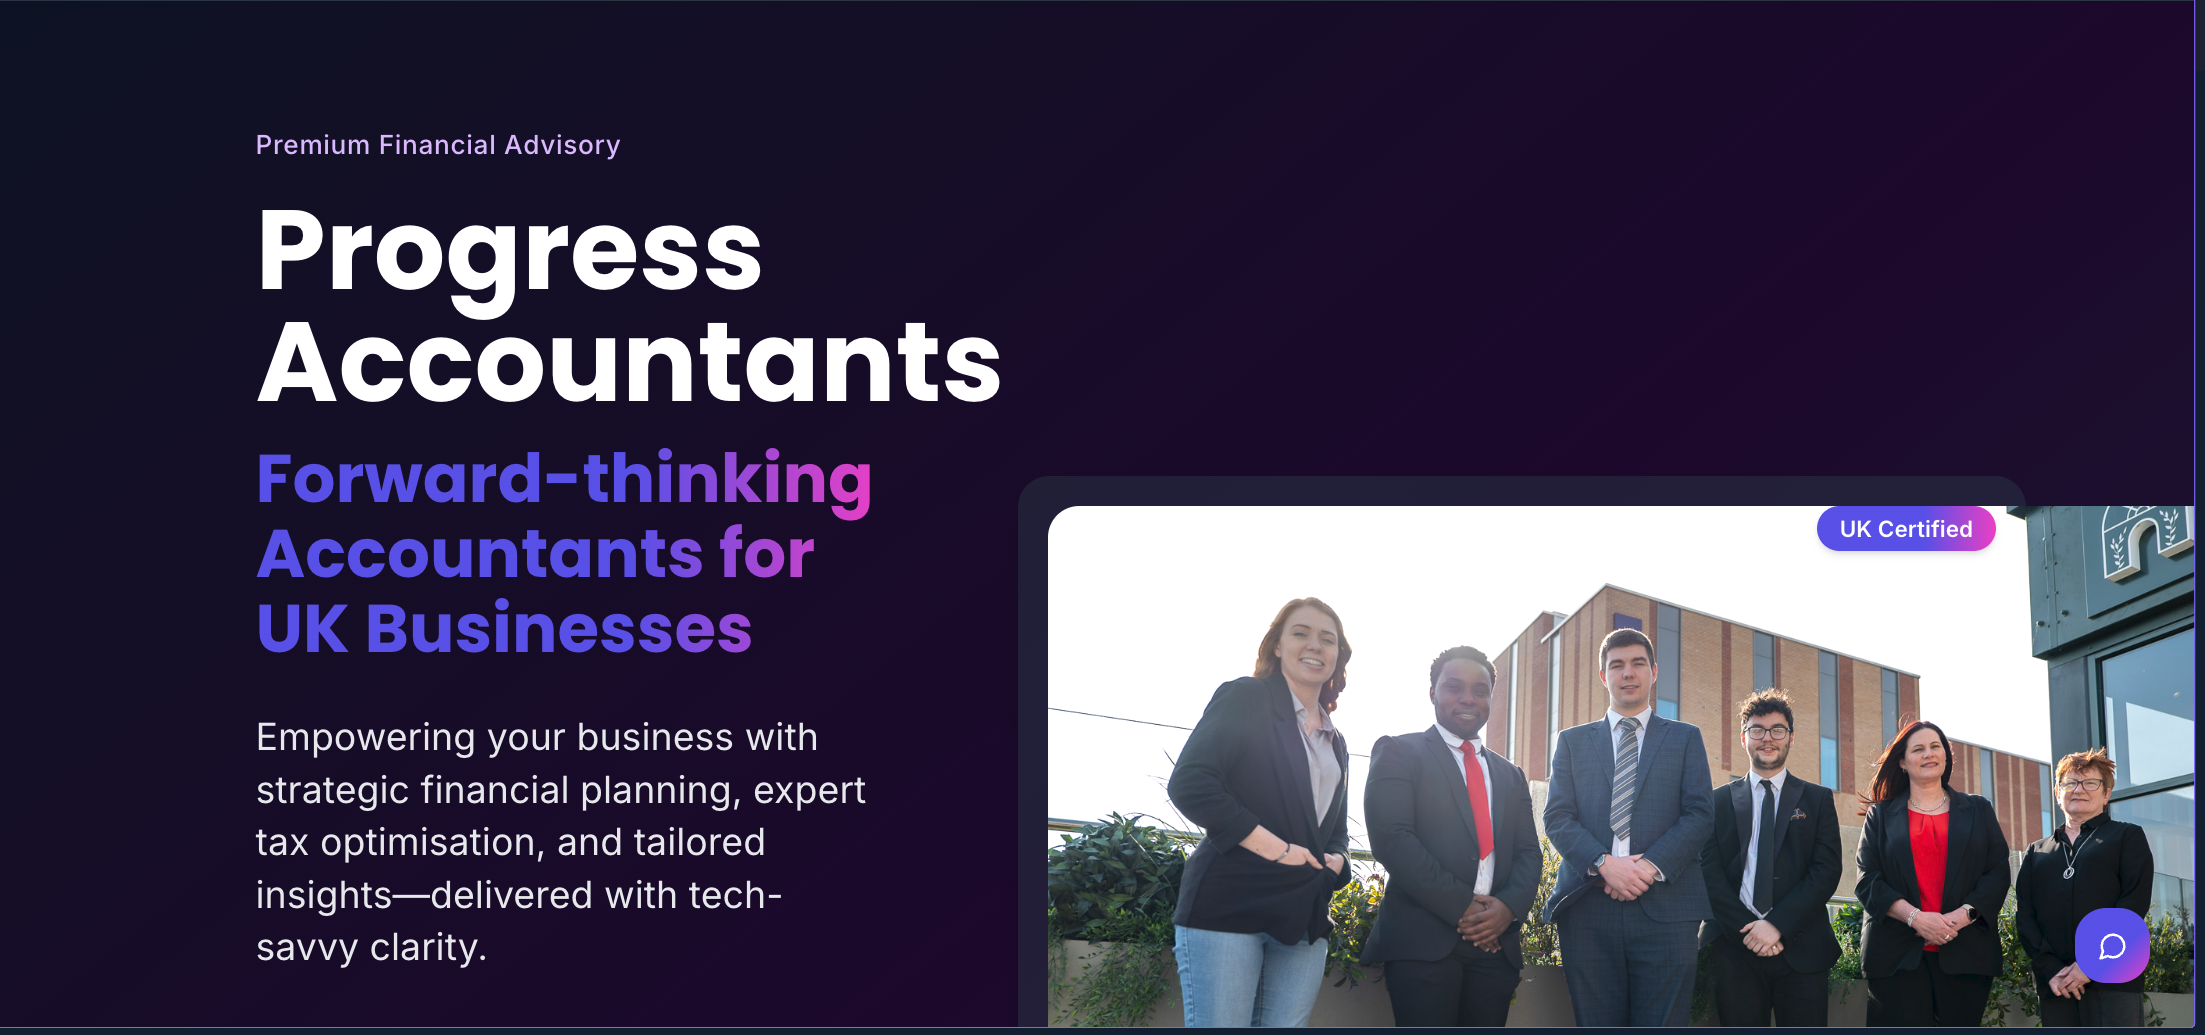 Premium Financial Advisory
Progress
Accountants
Forward-thinking
Accountants for
UK Businesses
Empowering your business with
strategic financial planning, expert
tax optimisation, and tailored
insights—delivered with tech-
savvy clarity.
UK Certified